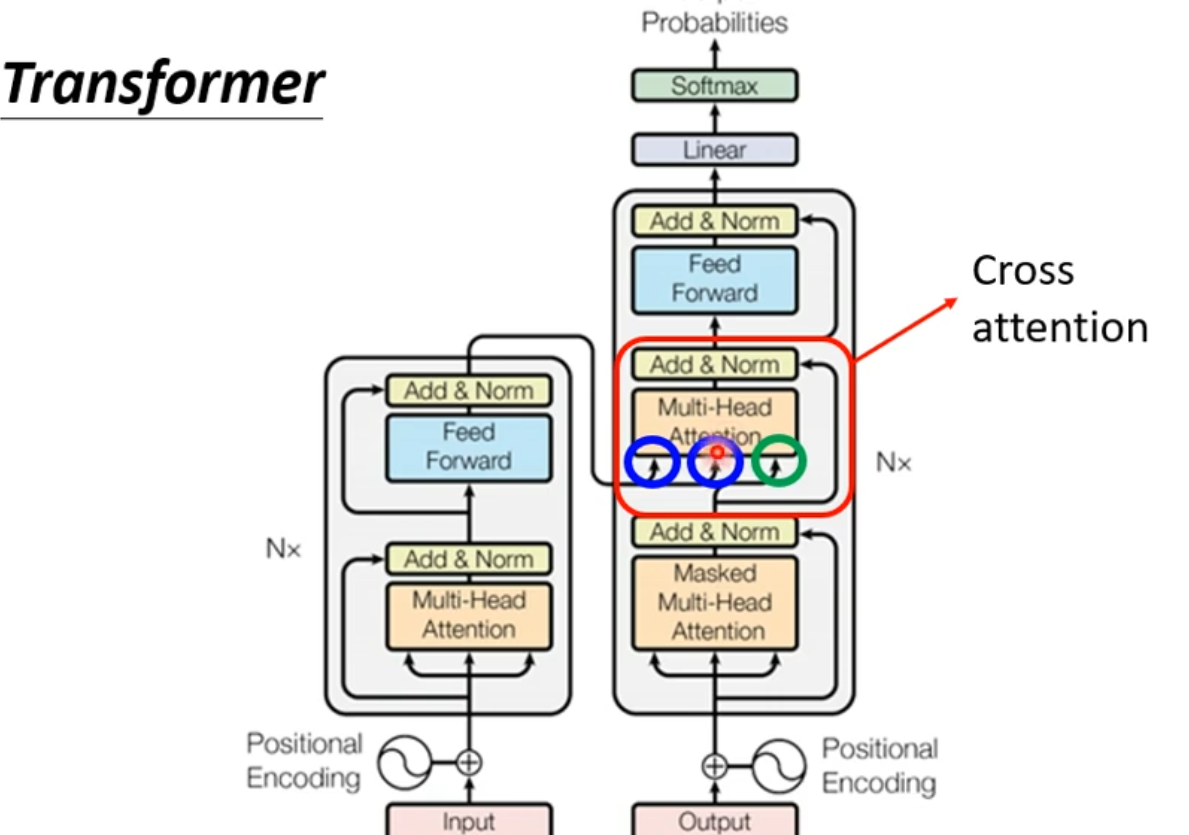 Probabilities
Transformer
Softmax
Linear
Add & Norm
Feed
Forward
Cross
attention
Add & Norm
Multi-Head
Attention
Nx
Add & Norm
Masked
Multi-Head
Attention
Add & Norm
Feed
Forward
Nx
Add & Norm
Multi-Head
Attention
Positional
Encoding
Positional
Encoding
Input
Output